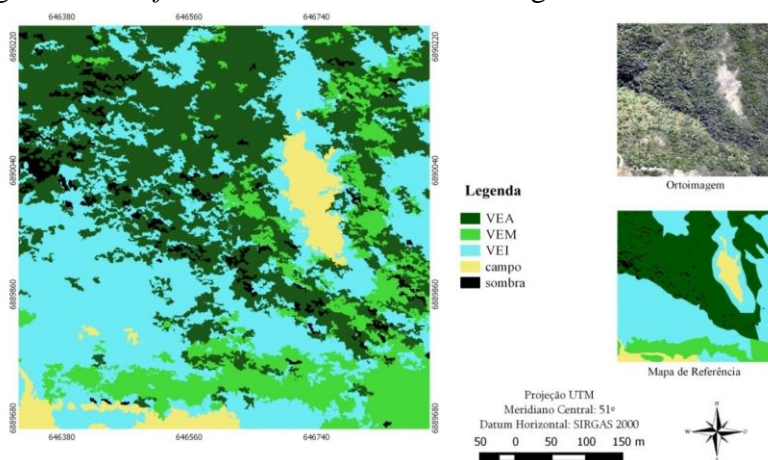 646380 646560 646740
6890220
6890220
6890040
6890040
6889860
6889860
6889680
6889680
646380 646560 646740
Legenda
VEA
VEM
VEI
campo
sombra
Ortoimagem
Mapa de Referência
Projeção UTM
Meridiano Central: 51º
Datum Horizontal: SIRGAS 2000
50 0 50 100 150 m
N
W E
S